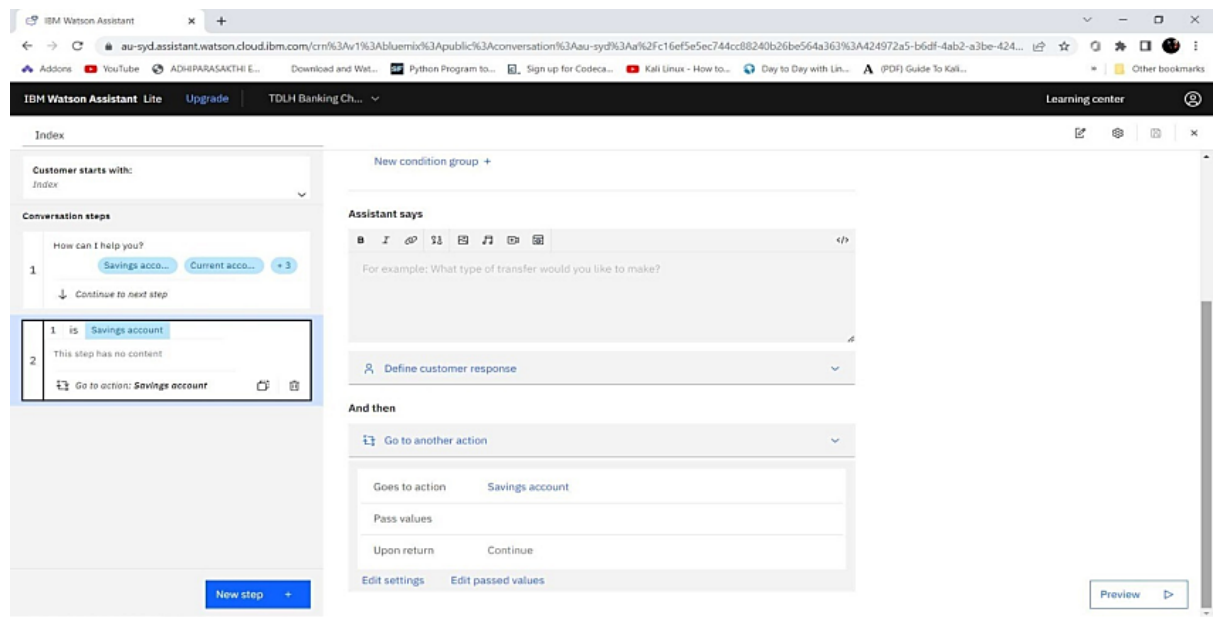 IBM Watson Assistant
au-syd.assistant.watson.cloud.ibm.com/crn%3Av1%3Abluemix%3Apublic%3Aconversation%3Aau-syd%3Aa%2Fc16ef5e5ec744cc88240b26be564a363%3A424972a5-b6df-4ab2-a3be-424...
Addons YouTube ADHIPARASAKTHI E... Download and Wat... SF Python Program to... Sign up for Codeca... Kali Linux - How to... Day to Day with Lin... A (PDF) Guide To Kali... » Other bookmarks
IBM Watson Assistant Lite Upgrade TDLH Banking Ch... Learning center
Index
New condition group +
Customer starts with:
Index
Conversation steps
Assistant says
1
How can I help you?
Savings acco... Current acco... + 3
Continue to next step
For example: What type of transfer would you like to make?
2
1 is Savings account
This step has no content
Go to action: Savings account
Define customer response
And then
Go to another action
Goes to action Savings account
Pass values
Upon return Continue
Edit settings Edit passed values
New step +
Preview